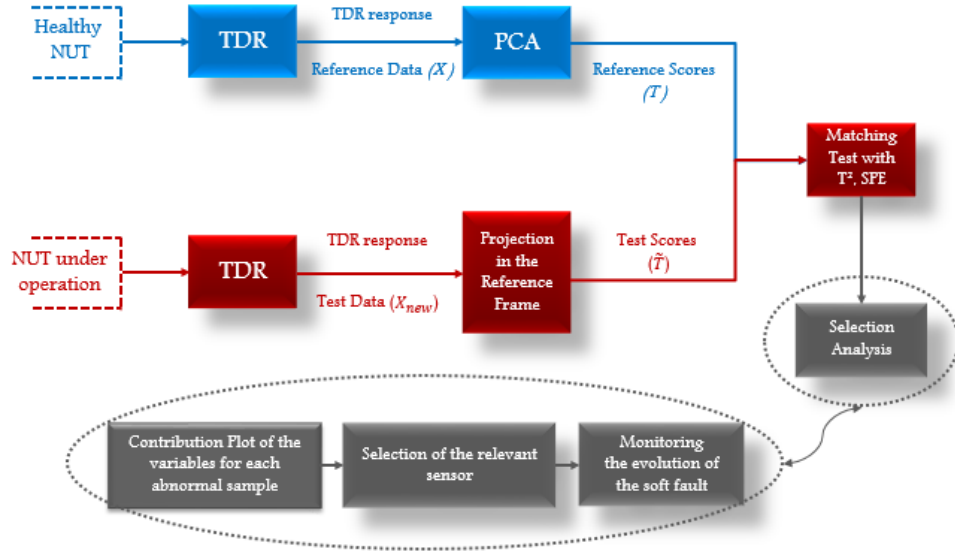 Healthy
NUT
TDR
TDR response
Reference Data (X)
PCA
Reference Scores
(T)
Matching
Test with
T², SPE
NUT under
operation
TDR
TDR response
Test Data (Xnew)
Projection
in the
Reference
Frame
Test Scores
(T̃)
Selection
Analysis
Contribution Plot of the
variables for each
abnormal sample
Selection of the relevant
sensor
Monitoring
the evolution of
the soft fault